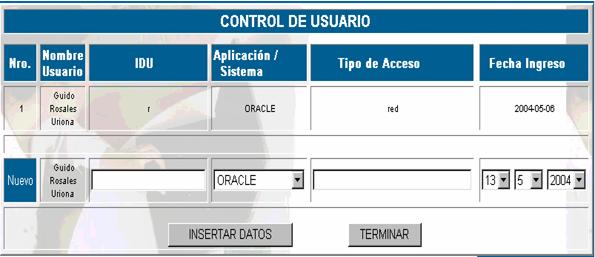 CONTROL DE USUARIO
Nro. Nombre Usuario IDU Aplicación / Sistema Tipo de Acceso Fecha Ingreso
1 Guido Rosales Uriona r ORACLE red 2004-05-06
Nuevo Guido Rosales Uriona ORACLE 13 5 2004
INSERTAR DATOS TERMINAR